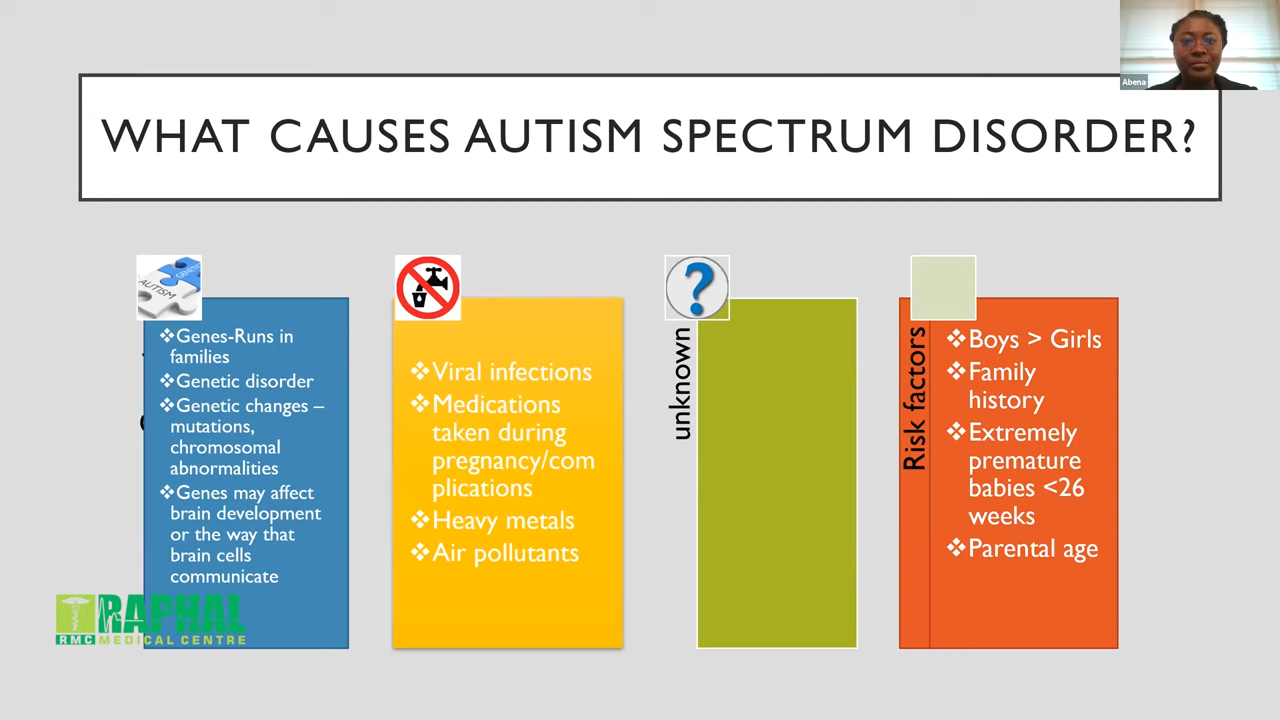 Abena
WHAT CAUSES AUTISM SPECTRUM DISORDER?
AUTISM
❖Genes-Runs in
families
❖Genetic disorder
❖Genetic changes –
mutations,
chromosomal
abnormalities
❖Genes may affect
brain development
or the way that
brain cells
communicate
❖Viral infections
❖Medications
taken during
pregnancy/com
plications
❖Heavy metals
❖Air pollutants
unknown
Risk factors
❖Boys > Girls
❖Family
history
❖Extremely
premature
babies <26
weeks
❖Parental age
RAPHAL
RMC MEDICAL CENTRE